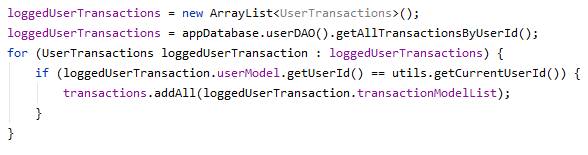 loggedUserTransactions = new ArrayList<UserTransactions>();
loggedUserTransactions = appDatabase.userDAO().getAllTransactionsByUserId();
for (UserTransactions loggedUserTransaction : loggedUserTransactions) {
    if (loggedUserTransaction.userModel.getUserId() == utils.getCurrentUserId()) {
        transactions.addAll(loggedUserTransaction.transactionModelList);
    }
}